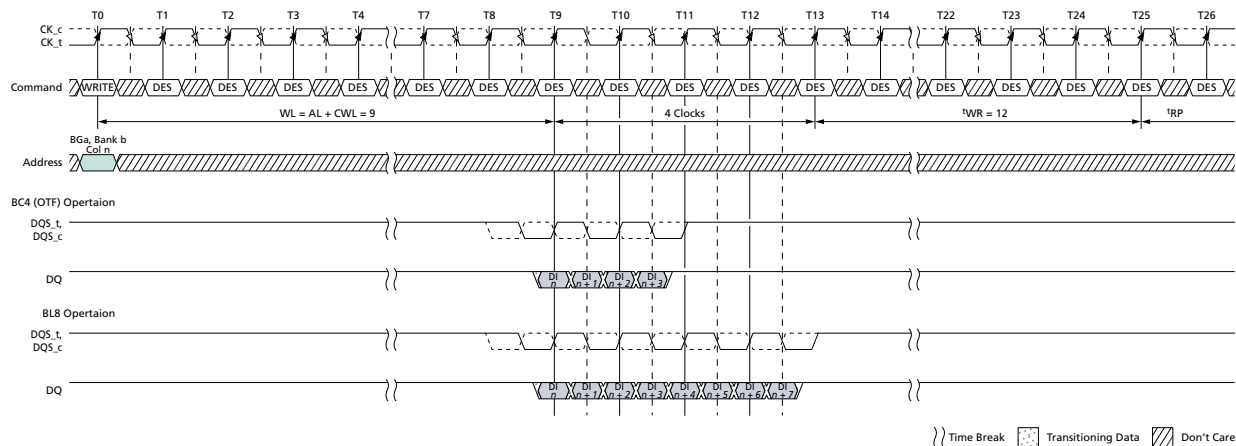 T0 T1 T2 T3 T4 T7 T8 T9 T10 T11 T12 T13 T14 T22 T23 T24 T25 T26
CK_c
CK_t
Command WRITE DES DES DES DES DES DES DES DES DES DES DES DES DES DES DES DES DES
WL = AL + CWL = 9 4 Clocks tWR = 12 tRP
BGa, Bank b
Col n
Address
BC4 (OTF) Opertaion
DQS_t,
DQS_c
DQ DI n DI n + 1 DI n + 2 DI n + 3
BL8 Opertaion
DQS_t,
DQS_c
DQ DI n DI n + 1 DI n + 2 DI n + 3 DI n + 4 DI n + 5 DI n + 6 DI n + 7
Time Break Transitioning Data Don't Care